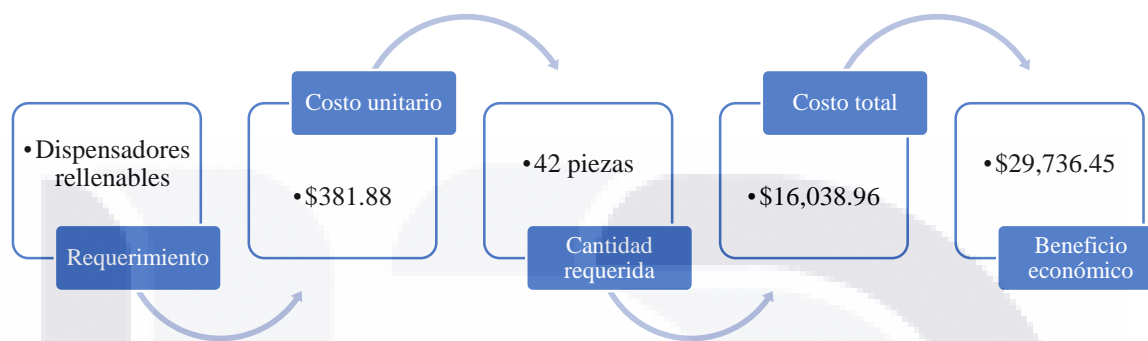 •Dispensadores
rellenables
Requerimiento
Costo unitario
•$381.88
•42 piezas
Cantidad
requerida
Costo total
•$16,038.96
•$29,736.45
Beneficio
económico